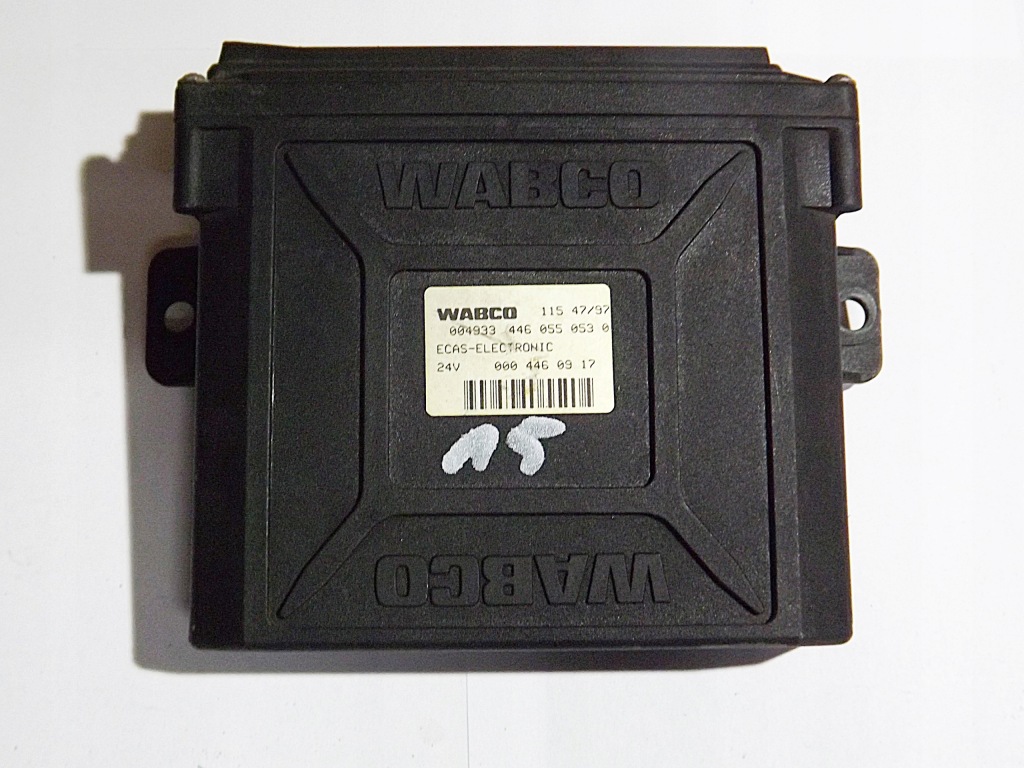 WABCO
WABCO 115 47/97
004933 446 055 053 0
ECAS-ELECTRONIC
24V 000 446 09 17
15
WABCO